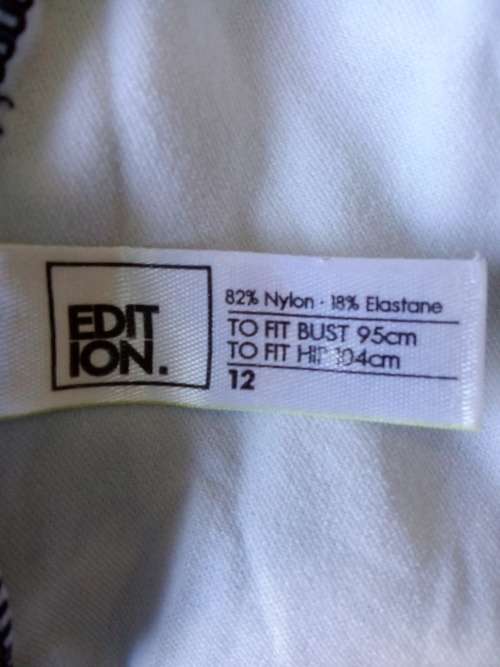 EDIT
ION.
82% Nylon · 18% Elastane
TO FIT BUST 95cm
TO FIT HIP 104cm
12